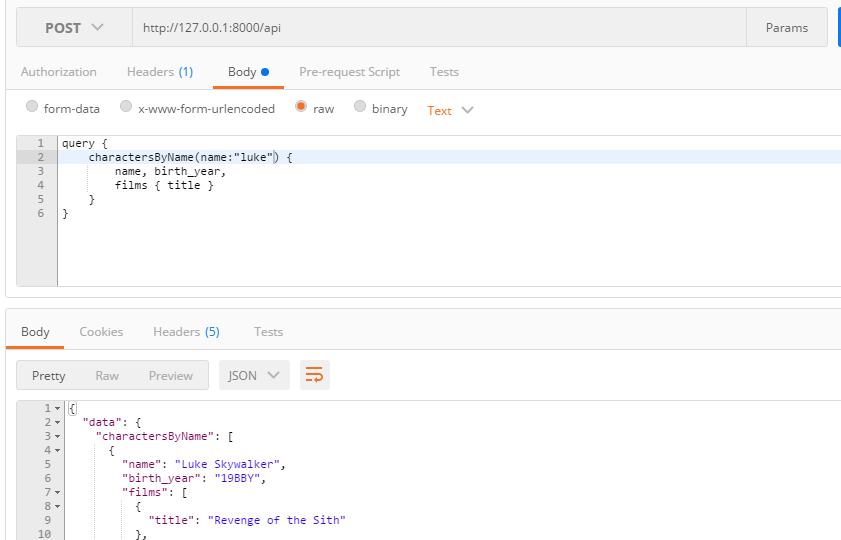 POST http://127.0.0.1:8000/api Params
Authorization Headers (1) Body Pre-request Script Tests
form-data x-www-form-urlencoded raw binary Text
1 query {
2 charactersByName(name:"luke") {
3 name, birth_year,
4 films { title }
5 }
6 }
Body Cookies Headers (5) Tests
Pretty Raw Preview JSON
1 {
2 "data": {
3 "charactersByName": [
4 {
5 "name": "Luke Skywalker",
6 "birth_year": "19BBY",
7 "films": [
8 {
9 "title": "Revenge of the Sith"
10 },